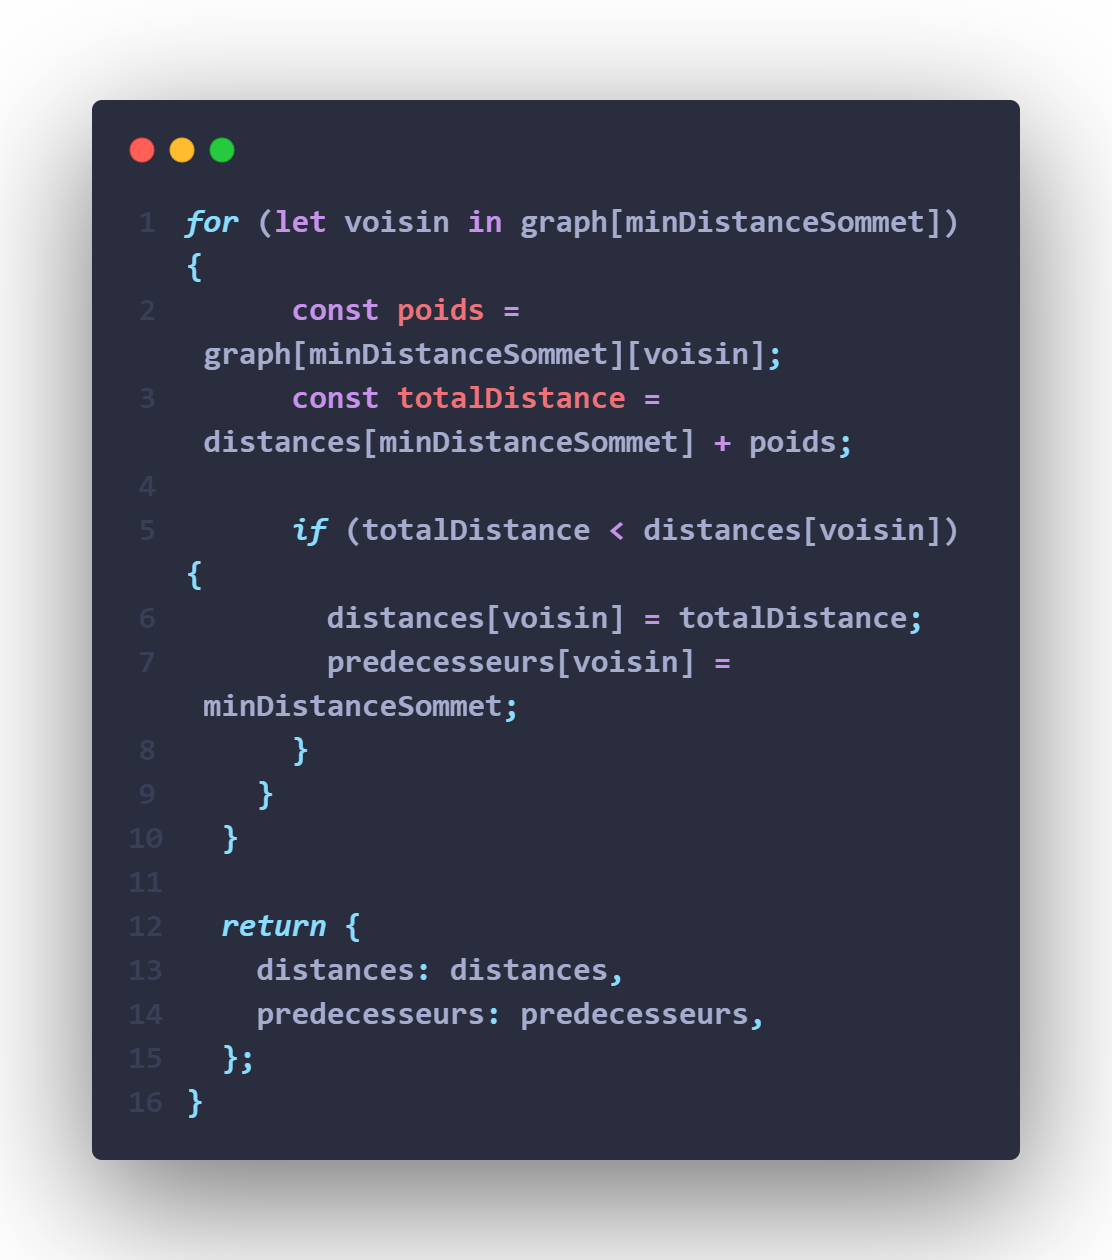 1 for (let voisin in graph[minDistanceSommet])
{
2 const poids =
graph[minDistanceSommet][voisin];
3 const totalDistance =
distances[minDistanceSommet] + poids;
4
5 if (totalDistance < distances[voisin])
{
6 distances[voisin] = totalDistance;
7 predecesseurs[voisin] =
minDistanceSommet;
8 }
9 }
10 }
11
12 return {
13 distances: distances,
14 predecesseurs: predecesseurs,
15 };
16 }